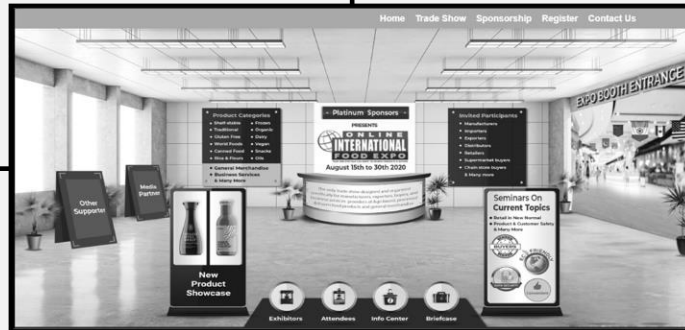 Home Trade Show Sponsorship Register Contact Us
Product Categories
Shelf stable
Traditional
Gluten Free
World Foods
Canned Food
Rice & Flours
Frozen
Organic
Dairy
Vegan
Snacks
Oils
General Merchandise
Business Services
& Many More
Platinum Sponsors
PRESENTS
ONLINE
INTERNATIONAL
FOOD EXPO
August 15th to 30th 2020
Invited Participants
Manufacturers
Importers
Exporters
Distributors
Retailers
Supermarket buyers
Chain store buyers
& Many more
EXPO BOOTH ENTRANCE
Other
Supporter
Media
Partner
New
Product
Showcase
Seminars On
Current Topics
Retail in New Normal
Product & Customer Safety
& Many More
ECO FRIENDLY
Exhibitors
Attendees
Info Center
Briefcase